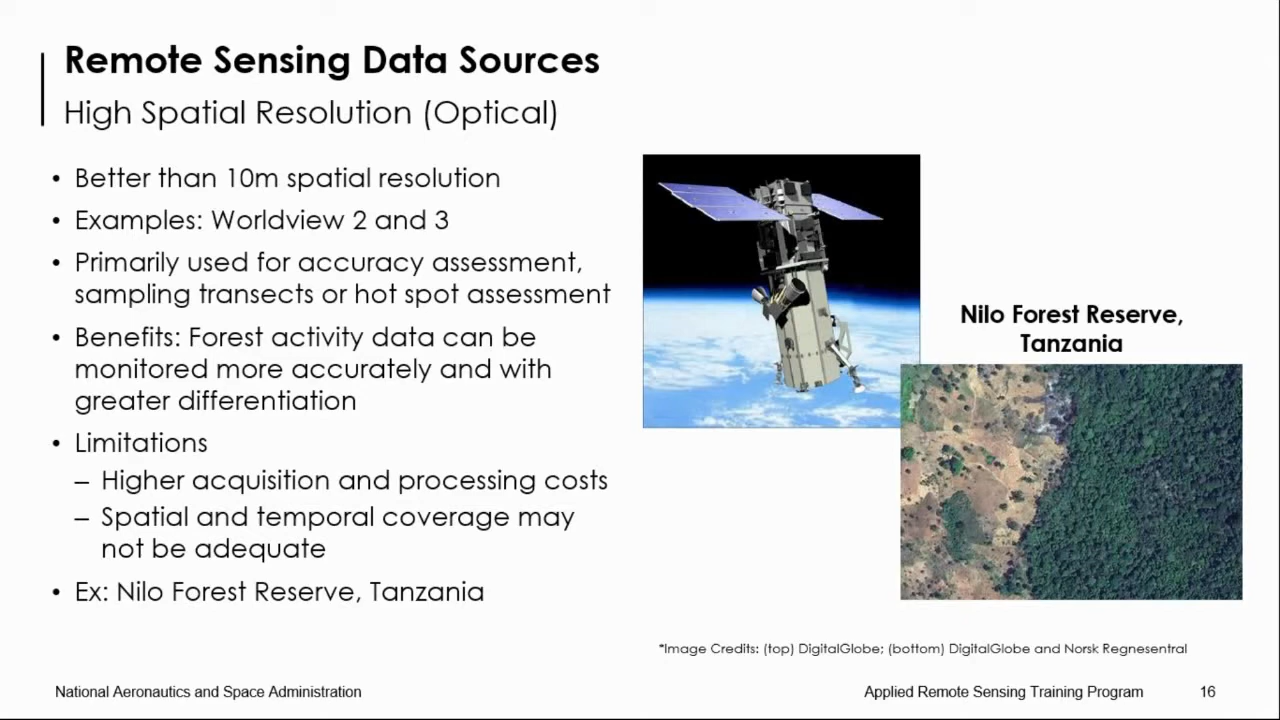 Remote Sensing Data Sources
High Spatial Resolution (Optical)
• Better than 10m spatial resolution
• Examples: Worldview 2 and 3
• Primarily used for accuracy assessment,
sampling transects or hot spot assessment
• Benefits: Forest activity data can be
monitored more accurately and with
greater differentiation
• Limitations
– Higher acquisition and processing costs
– Spatial and temporal coverage may
not be adequate
• Ex: Nilo Forest Reserve, Tanzania
Nilo Forest Reserve,
Tanzania
*Image Credits: (top) DigitalGlobe; (bottom) DigitalGlobe and Norsk Regnesentral
National Aeronautics and Space Administration
Applied Remote Sensing Training Program
16